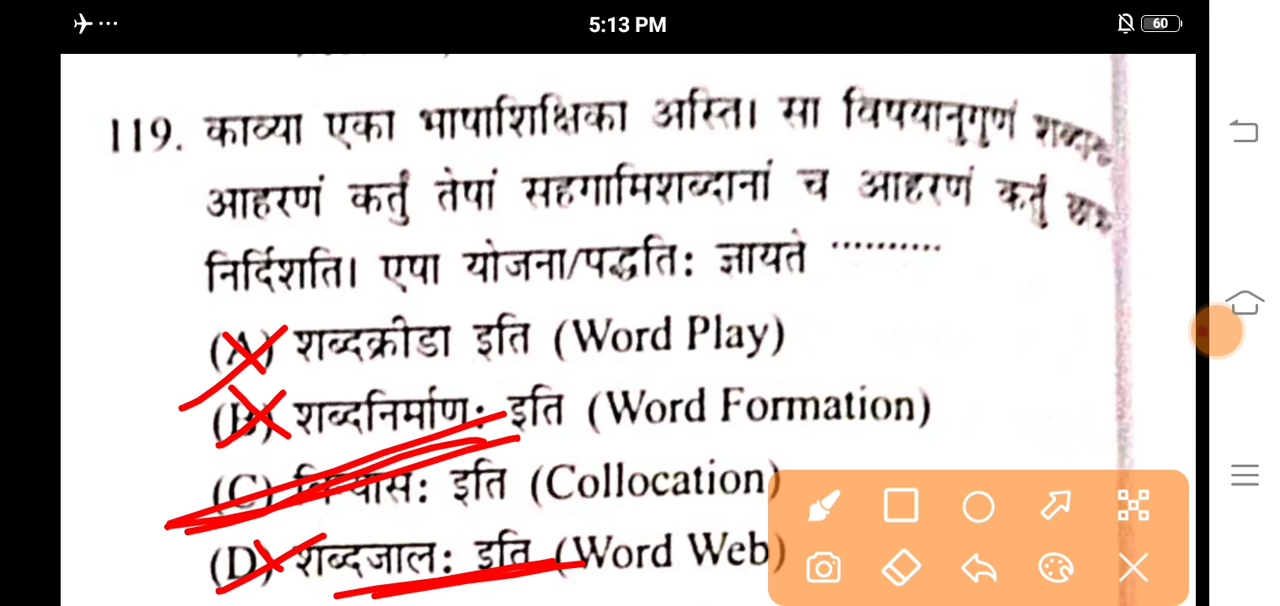 5:13 PM
60
119. काव्या एका भाषाशिक्षिका अस्ति। सा विषयानुगुणं
आहरणं कर्तुं तेषां सहगामिशब्दानां च आहरणं कर्तुं
निर्दिशति। एषा योजना/पद्धतिः ज्ञायते ..........
(A) शब्दक्रीडा इति (Word Play)
(B) शब्दनिर्माणः इति (Word Formation)
(C) विन्यासः इति (Collocation)
(D) शब्दजालः इति (Word Web)